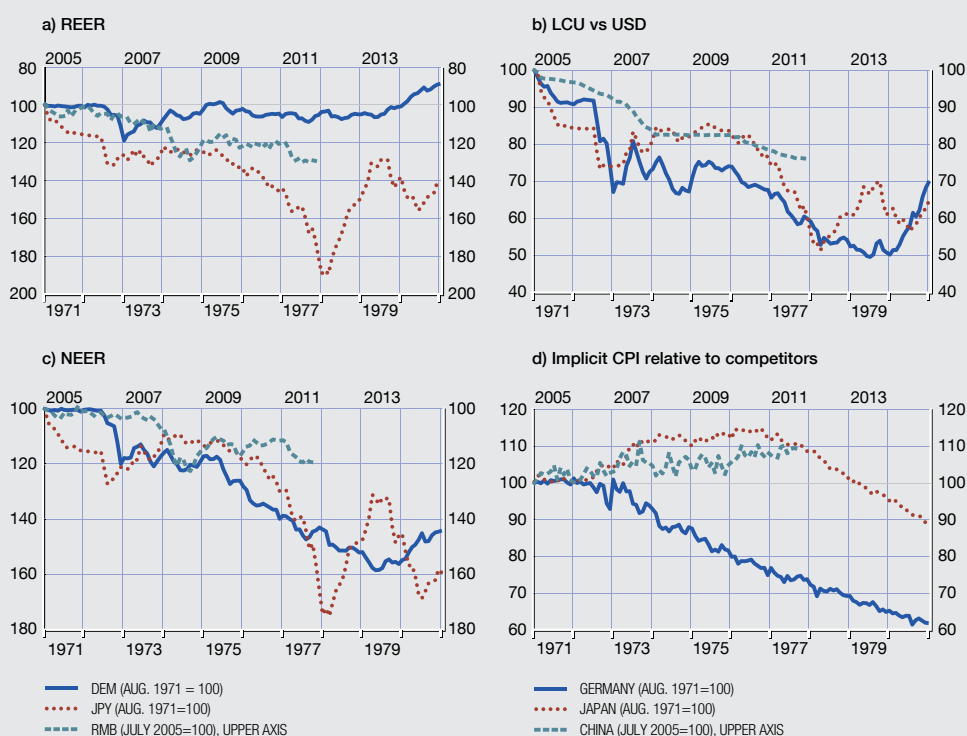 a) REER
2005 2007 2009 2011 2013
80 80
100 100
120 120
140 140
160 160
180 180
200 200
1971 1973 1975 1977 1979
b) LCU vs USD
2005 2007 2009 2011 2013
100 100
90 90
80 80
70 70
60 60
50 50
40 40
1971 1973 1975 1977 1979
c) NEER
2005 2007 2009 2011 2013
100 100
120 120
140 140
160 160
180 180
1971 1973 1975 1977 1979
d) Implicit CPI relative to competitors
2005 2007 2009 2011 2013
120 120
110 110
100 100
90 90
80 80
70 70
60 60
1971 1973 1975 1977 1979
DEM (AUG. 1971 = 100)
JPY (AUG. 1971=100)
RMB (JULY 2005=100), UPPER AXIS
GERMANY (AUG. 1971=100)
JAPAN (AUG. 1971=100)
CHINA (JULY 2005=100), UPPER AXIS